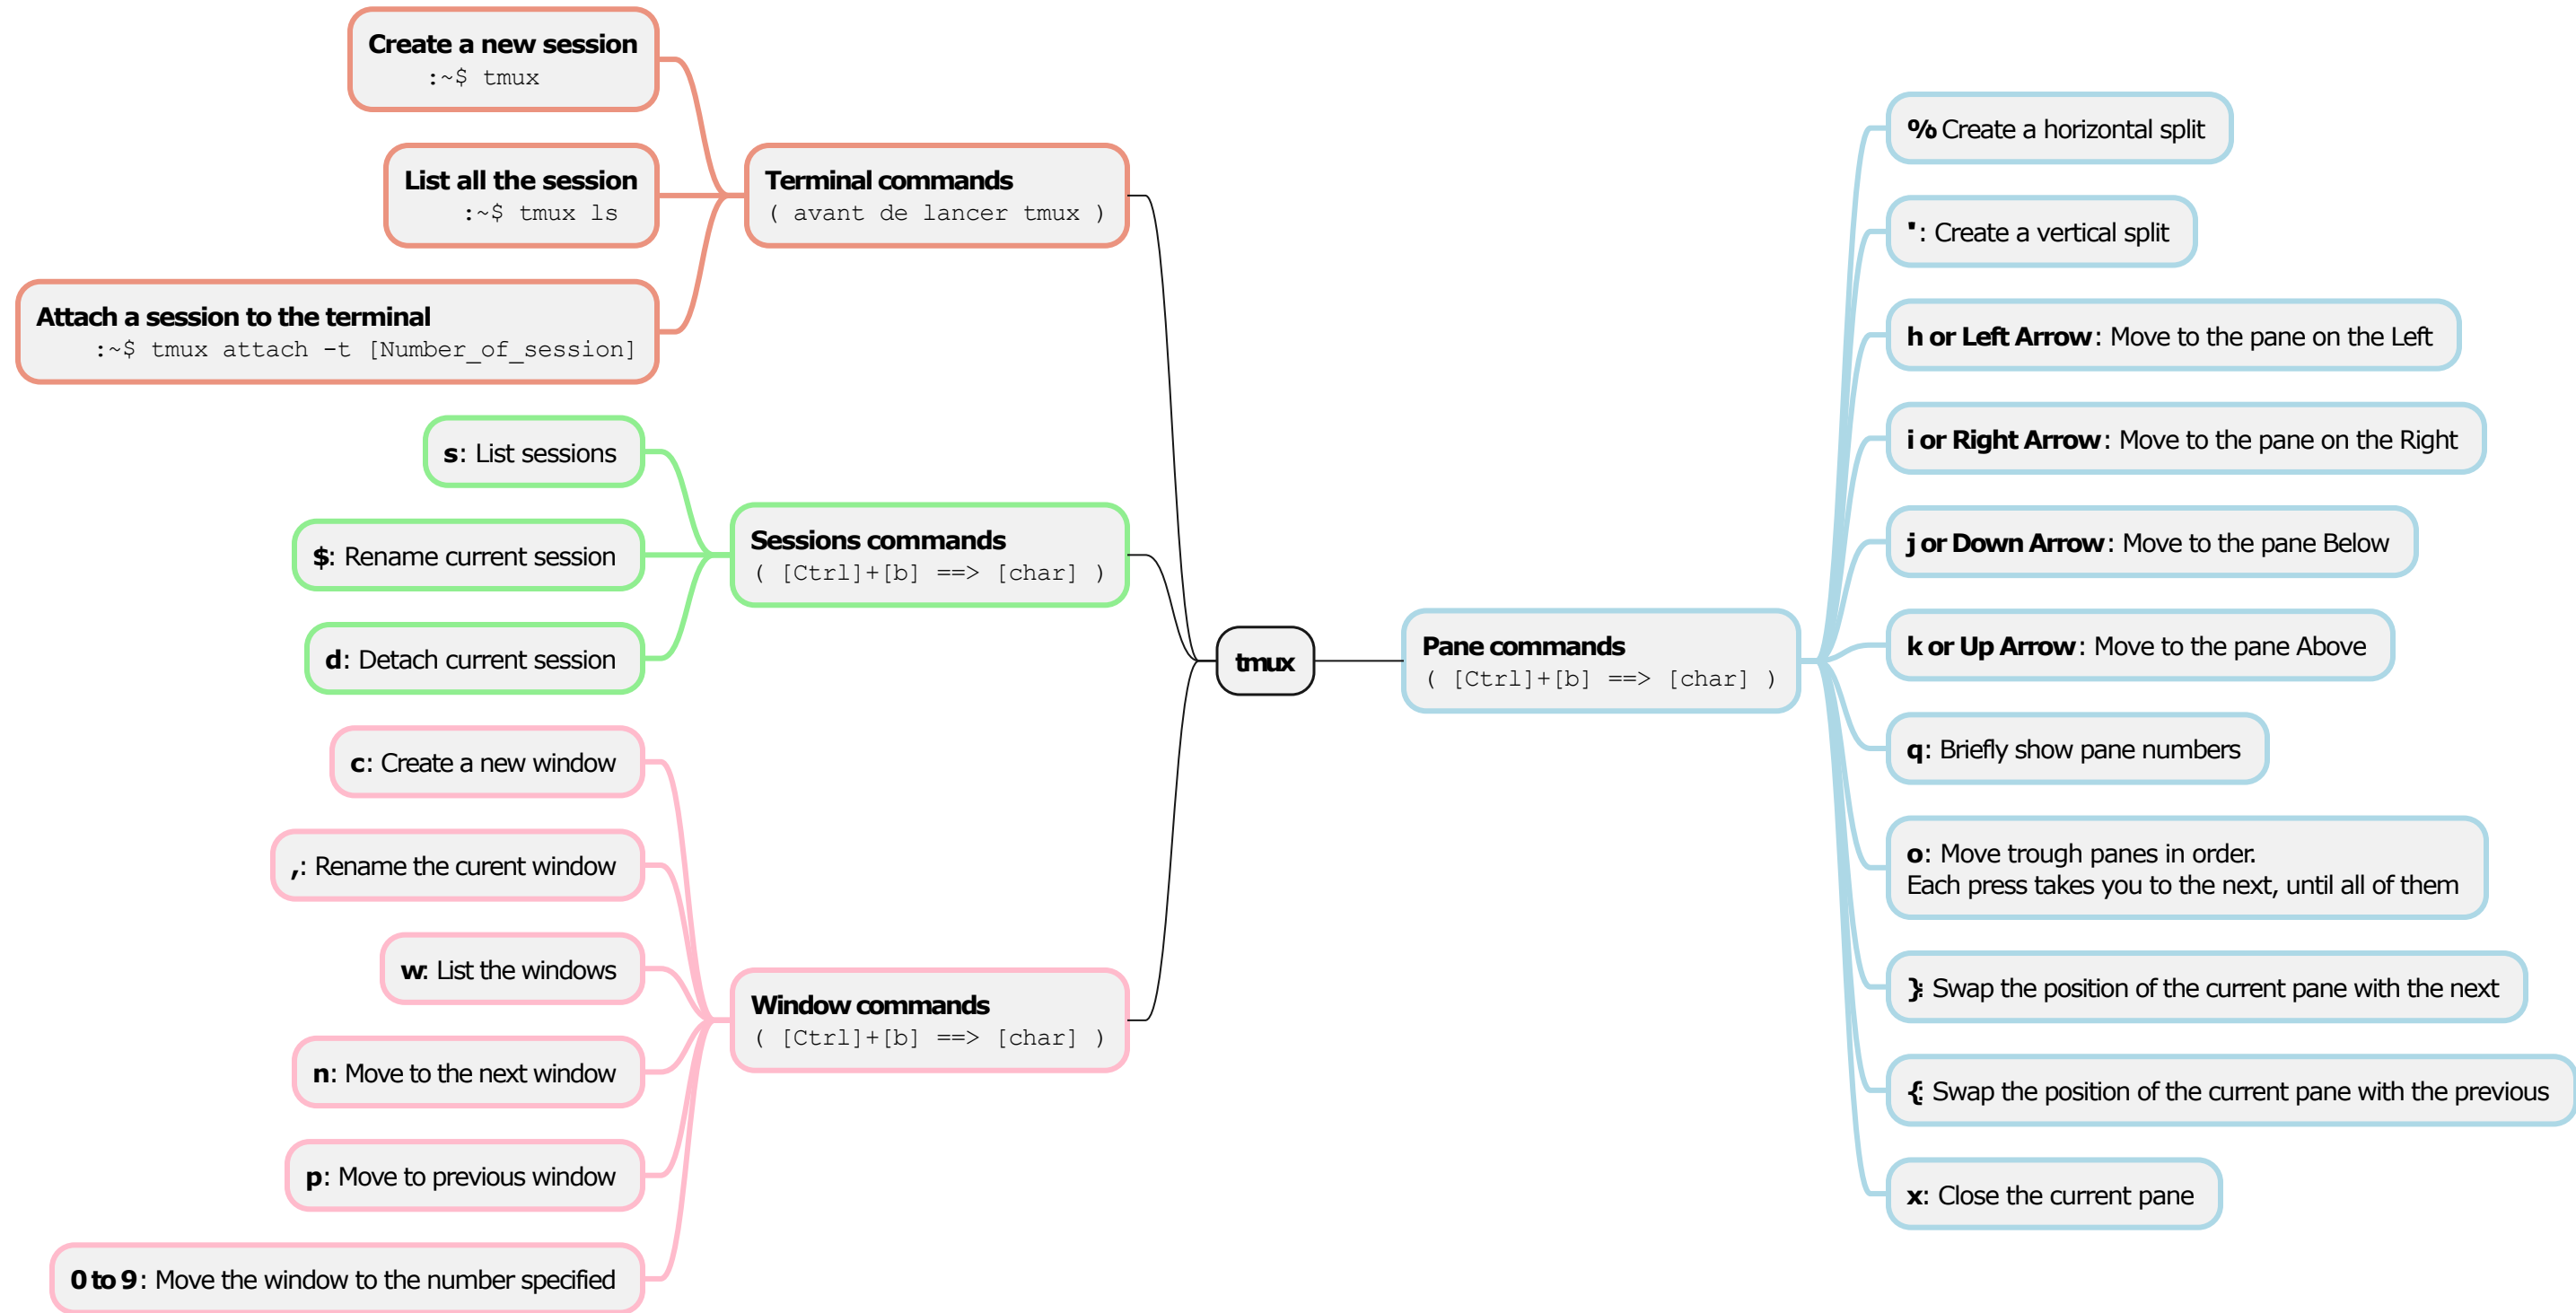 Create a new session
:~$ tmux
List all the session
:~$ tmux ls
Attach a session to the terminal
:~$ tmux attach -t [Number_of_session]
Terminal commands
( avant de lancer tmux )
s: List sessions
$: Rename current session
d: Detach current session
Sessions commands
( [Ctrl]+[b] ==> [char] )
c: Create a new window
,: Rename the curent window
w: List the windows
n: Move to the next window
p: Move to previous window
0 to 9: Move the window to the number specified
Window commands
( [Ctrl]+[b] ==> [char] )
tmux
Pane commands
( [Ctrl]+[b] ==> [char] )
%: Create a horizontal split
": Create a vertical split
h or Left Arrow: Move to the pane on the Left
i or Right Arrow: Move to the pane on the Right
j or Down Arrow: Move to the pane Below
k or Up Arrow: Move to the pane Above
q: Briefly show pane numbers
o: Move trough panes in order.
Each press takes you to the next, until all of them
}: Swap the position of the current pane with the next
{: Swap the position of the current pane with the previous
x: Close the current pane